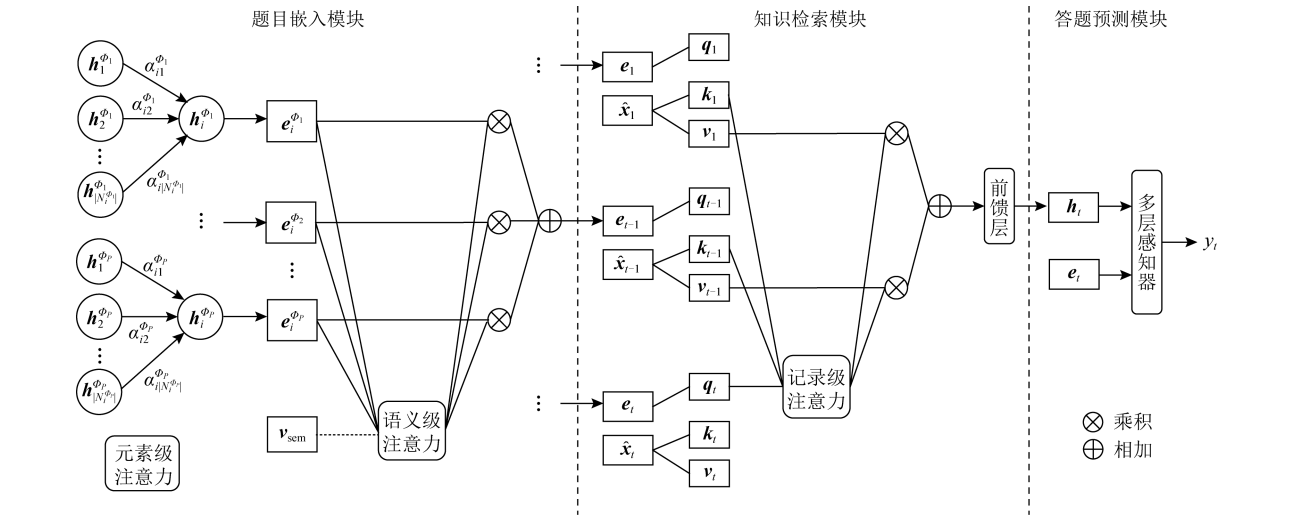 题目嵌入模块
知识检索模块
答题预测模块
h_1^{Φ_1}
α_{i1}^{Φ_1}
h_2^{Φ_1}
α_{i2}^{Φ_1}
h_i^{Φ_1}
e_i^{Φ_1}
⋮
h_{|N_i^{Φ_1}|}^{Φ_1}
α_{i|N_i^{Φ_1}|}^{Φ_1}
⋮
e_i^{Φ_2}
⋮
h_1^{Φ_P}
α_{i1}^{Φ_P}
h_2^{Φ_P}
α_{i2}^{Φ_P}
h_i^{Φ_P}
e_i^{Φ_P}
⋮
h_{|N_i^{Φ_P}|}^{Φ_P}
α_{i|N_i^{Φ_P}|}^{Φ_P}
v_{sem}
语义级
注意力
元素级
注意力
⋮
e_1
q_1
x̂_1
k_1
v_1
e_{t−1}
q_{t−1}
x̂_{t−1}
k_{t−1}
v_{t−1}
⋮
e_t
q_t
x̂_t
k_t
v_t
记录级
注意力
前馈层
h_t
e_t
多层感知器
y_t
⊗ 乘积
⊕ 相加